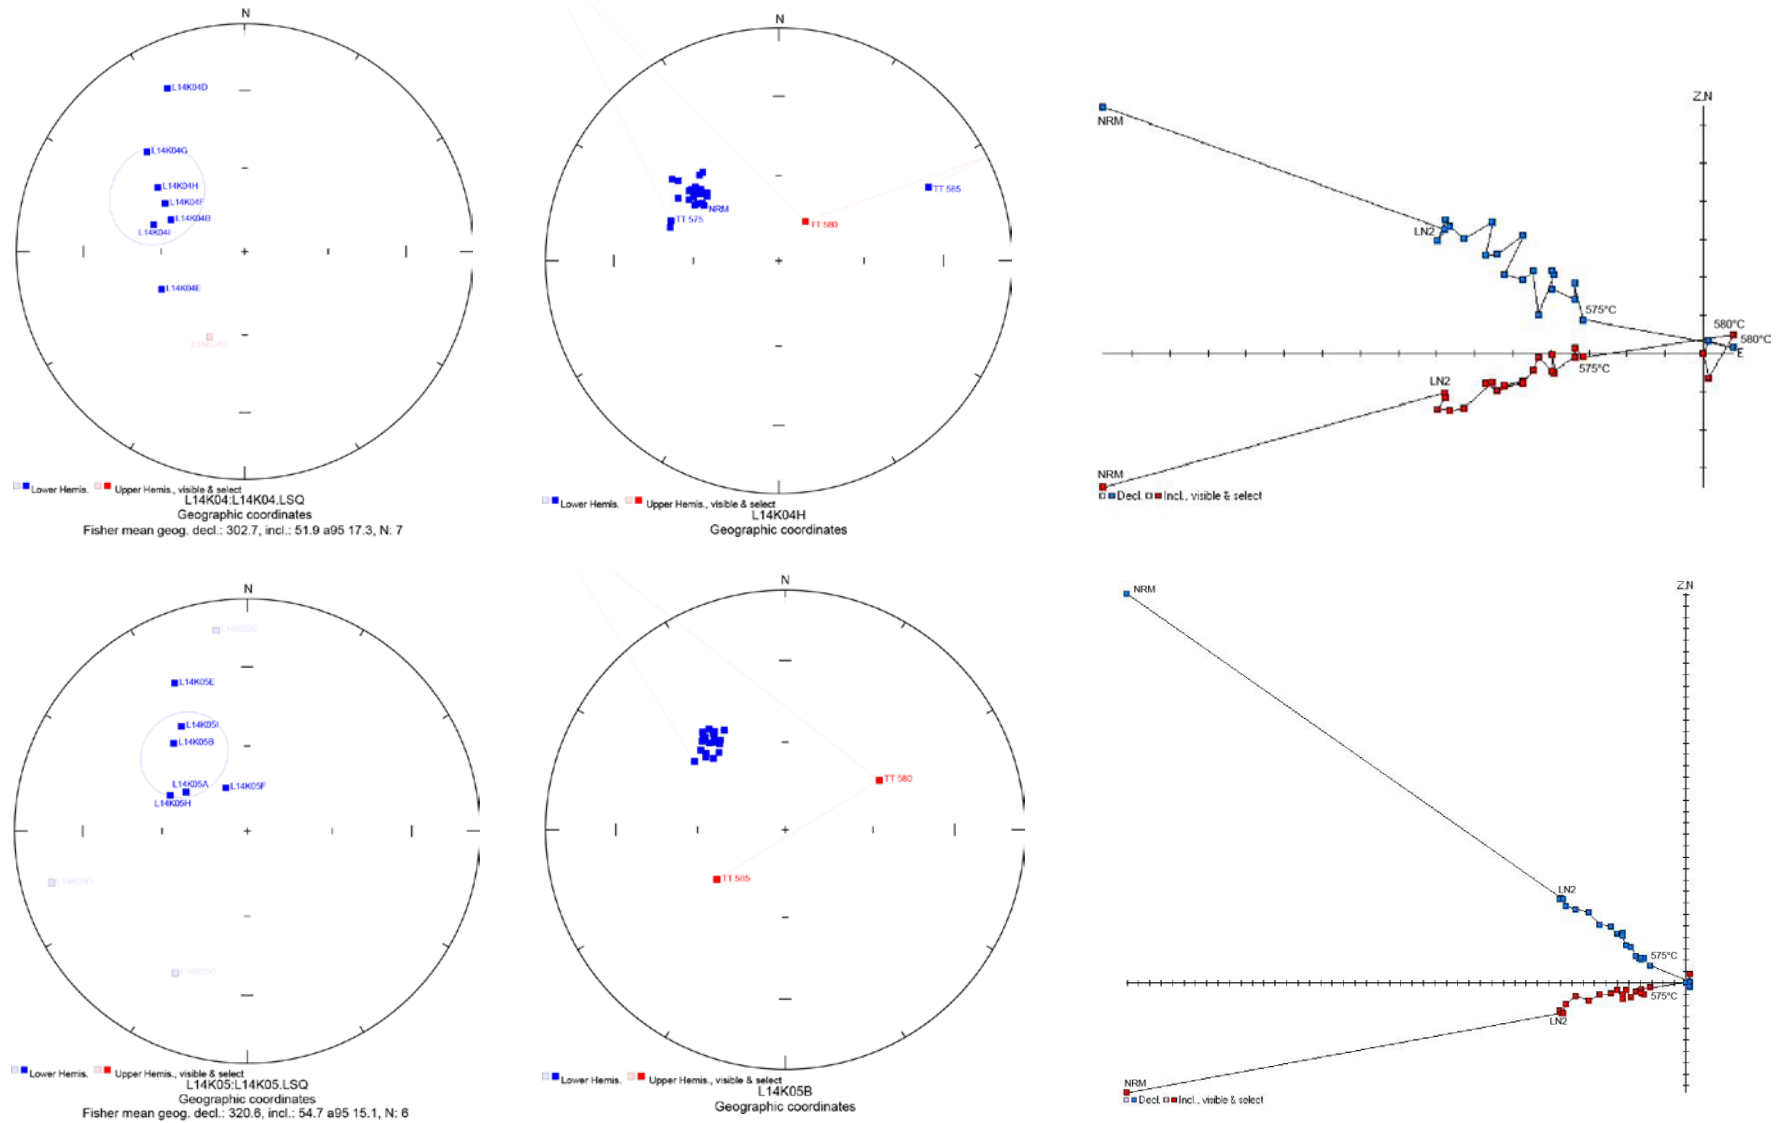 N
L14K04D
L14K04G
L14K04H
L14K04F
L14K04B
L14K04I
L14K04E
L14K04C
Lower Hemis. Upper Hemis., visible & select
L14K04:L14K04.LSQ
Geographic coordinates
Fisher mean geog. decl.: 302.7, incl.: 51.9 a95 17.3, N: 7
N
NRM
TT 575
TT 585
TT 580
Lower Hemis. Upper Hemis., visible & select
L14K04H
Geographic coordinates
Z,N
NRM
LN2
575°C
580°C
580°C
E
575°C
LN2
NRM
Decl. Incl., visible & select
N
L14K05E
L14K05I
L14K05B
L14K05A
L14K05F
L14K05H
L14K05C
Lower Hemis. Upper Hemis., visible & select
L14K05:L14K05.LSQ
Geographic coordinates
Fisher mean geog. decl.: 320.6, incl.: 54.7 a95 15.1, N: 6
N
TT 580
TT 585
Lower Hemis. Upper Hemis., visible & select
L14K05B
Geographic coordinates
Z,N
NRM
LN2
575°C
575°C
LN2
NRM
Decl. Incl., visible & select